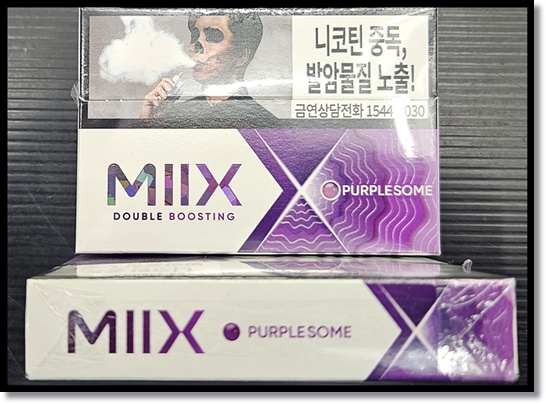 니코틴 중독,
발암물질 노출!
금연상담전화 1544 030
MIIX
PURPLESOME
DOUBLE BOOSTING
MIIX PURPLESOME